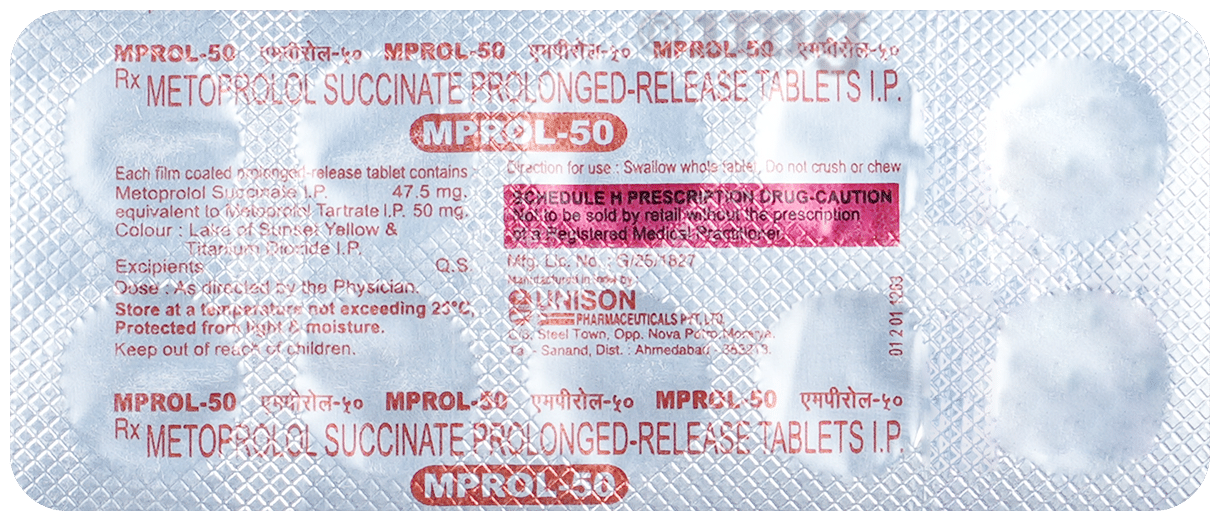 1mg
MPROL-50 एमपीरोल-५० MPROL-50 एमपीरोल-५० MPROL-50 एमपीरोल-५०
Rx METOPROLOL SUCCINATE PROLONGED-RELEASE TABLETS I.P.
MPROL-50
Each film coated prolonged-release tablet contains :
Metoprolol Succinate I.P. 47.5 mg.
equivalent to Metoprolol Tartrate I.P. 50 mg.
Colour : Lake of Sunset Yellow &
Titanium Dioxide I.P.
Excipients Q.S.
Dose : As directed by the Physician.
Store at a temperature not exceeding 25°C,
Protected from light & moisture.
Keep out of reach of children.
Direction for use : Swallow whole tablet, Do not crush or chew
SCHEDULE H PRESCRIPTION DRUG-CAUTION
Not to be sold by retail without the prescription
of a Registered Medical Practitioner.
Mfg. Lic. No. : G/25/1827
Manufactured in India by
UNISON
PHARMACEUTICALS PVT. LTD.
Steel Town, Opp. Nova Petro, Moraiya,
Ta. - Sanand, Dist. : Ahmedabad - 382213.
01 2 01 1263
MPROL-50 एमपीरोल-५० MPROL-50 एमपीरोल-५० MPROL-50 एमपीरोल-५०
Rx METOPROLOL SUCCINATE PROLONGED-RELEASE TABLETS I.P.
MPROL-50